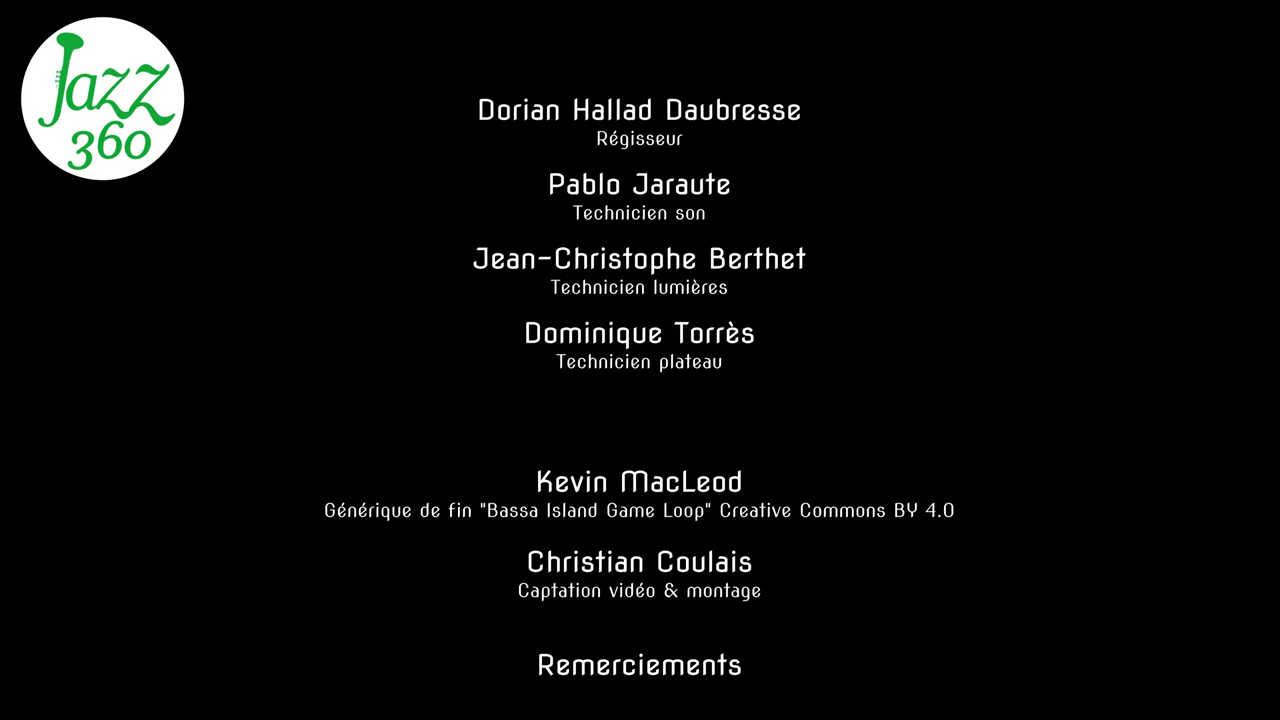 Jazz
360
Dorian Hallad Daubresse
Régisseur
Pablo Jaraute
Technicien son
Jean-Christophe Berthet
Technicien lumières
Dominique Torrès
Technicien plateau
Kevin MacLeod
Générique de fin "Bassa Island Game Loop" Creative Commons BY 4.0
Christian Coulais
Captation vidéo & montage
Remerciements